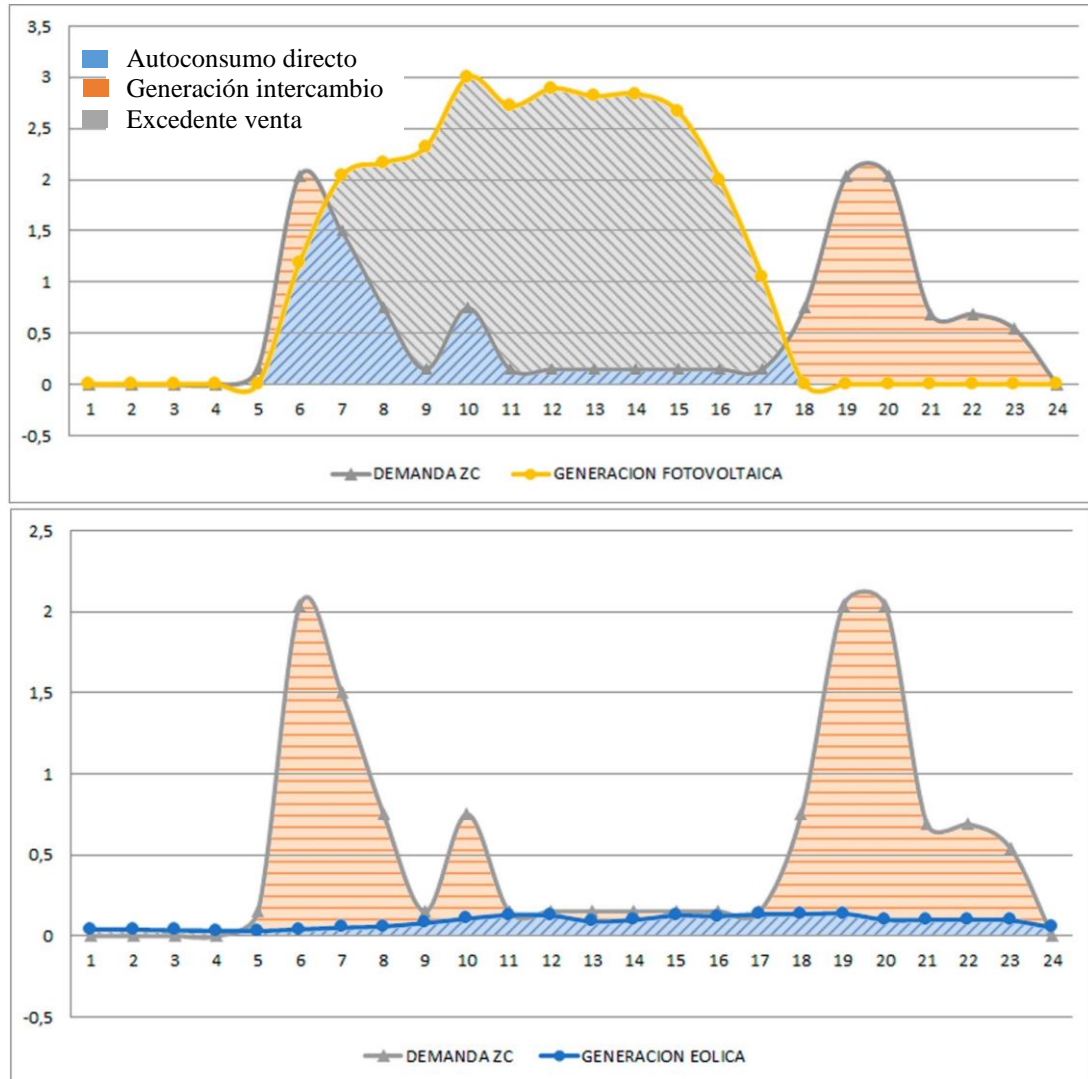 3,5
Autoconsumo directo
3
Generación intercambio
Excedente venta
2,5
2
1,5
1
0,5
0
1 2 3 4 5 6 7 8 9 10 11 12 13 14 15 16 17 18 19 20 21 22 23 24
-0,5
DEMANDA ZC GENERACION FOTOVOLTAICA
2,5
2
1,5
1
0,5
0
1 2 3 4 5 6 7 8 9 10 11 12 13 14 15 16 17 18 19 20 21 22 23 24
-0,5
DEMANDA ZC GENERACION EOLICA